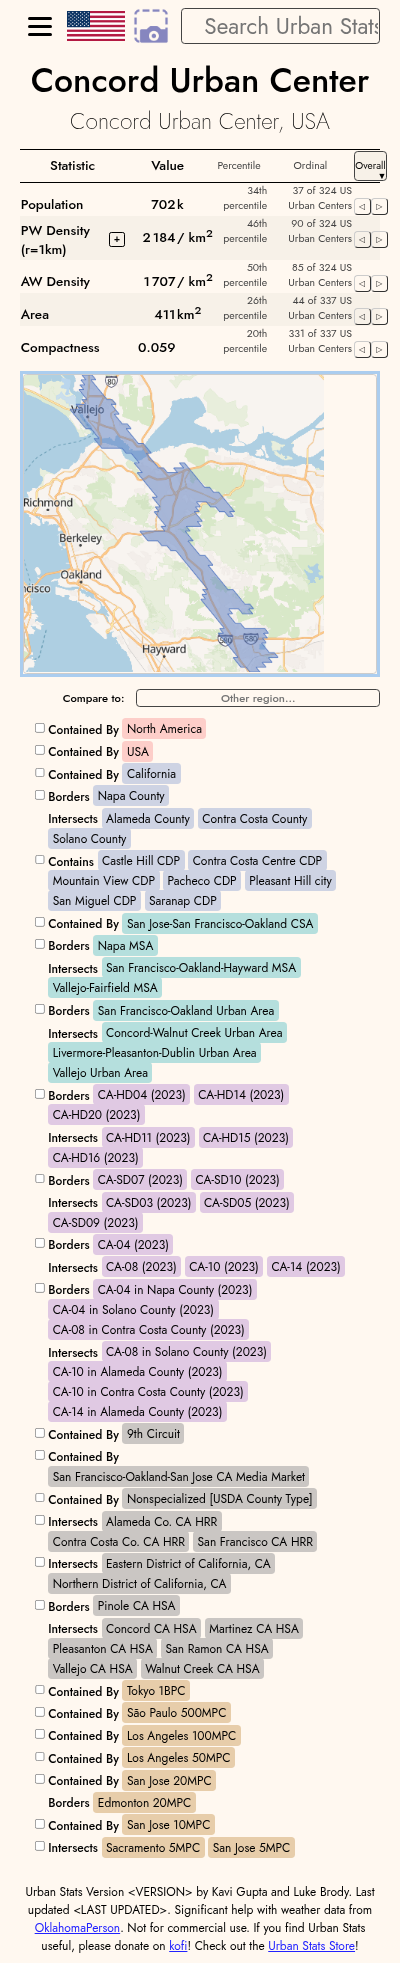 Search Urban Stats
Concord Urban Center
Concord Urban Center, USA
Statistic Value Percentile Ordinal Overall ▼
Population 702k 34th percentile 37 of 324 US Urban Centers ◁ ▷
PW Density (r=1km) + 2 184 / km² 46th percentile 90 of 324 US Urban Centers ◁ ▷
AW Density 1 707 / km² 50th percentile 85 of 324 US Urban Centers ◁ ▷
Area 411 km² 26th percentile 44 of 337 US Urban Centers ◁ ▷
Compactness 0.059 20th percentile 331 of 337 US Urban Centers ◁ ▷
80
Vallejo
Richmond
Berkeley
Oakland
ncisco
580 580
Hayward
Compare to: Other region...
Contained By North America
Contained By USA
Contained By California
Borders Napa County
Intersects Alameda County Contra Costa County
Solano County
Contains Castle Hill CDP Contra Costa Centre CDP
Mountain View CDP Pacheco CDP Pleasant Hill city
San Miguel CDP Saranap CDP
Contained By San Jose-San Francisco-Oakland CSA
Borders Napa MSA
Intersects San Francisco-Oakland-Hayward MSA
Vallejo-Fairfield MSA
Borders San Francisco-Oakland Urban Area
Intersects Concord-Walnut Creek Urban Area
Livermore-Pleasanton-Dublin Urban Area
Vallejo Urban Area
Borders CA-HD04 (2023) CA-HD14 (2023)
CA-HD20 (2023)
Intersects CA-HD11 (2023) CA-HD15 (2023)
CA-HD16 (2023)
Borders CA-SD07 (2023) CA-SD10 (2023)
Intersects CA-SD03 (2023) CA-SD05 (2023)
CA-SD09 (2023)
Borders CA-04 (2023)
Intersects CA-08 (2023) CA-10 (2023) CA-14 (2023)
Borders CA-04 in Napa County (2023)
CA-04 in Solano County (2023)
CA-08 in Contra Costa County (2023)
Intersects CA-08 in Solano County (2023)
CA-10 in Alameda County (2023)
CA-10 in Contra Costa County (2023)
CA-14 in Alameda County (2023)
Contained By 9th Circuit
Contained By
San Francisco-Oakland-San Jose CA Media Market
Contained By Nonspecialized [USDA County Type]
Intersects Alameda Co. CA HRR
Contra Costa Co. CA HRR San Francisco CA HRR
Intersects Eastern District of California, CA
Northern District of California, CA
Borders Pinole CA HSA
Intersects Concord CA HSA Martinez CA HSA
Pleasanton CA HSA San Ramon CA HSA
Vallejo CA HSA Walnut Creek CA HSA
Contained By Tokyo 1BPC
Contained By São Paulo 500MPC
Contained By Los Angeles 100MPC
Contained By Los Angeles 50MPC
Contained By San Jose 20MPC
Borders Edmonton 20MPC
Contained By San Jose 10MPC
Intersects Sacramento 5MPC San Jose 5MPC
Urban Stats Version <VERSION> by Kavi Gupta and Luke Brody. Last
updated <LAST UPDATED>. Significant help with weather data from
OklahomaPerson. Not for commercial use. If you find Urban Stats
useful, please donate on kofi! Check out the Urban Stats Store!